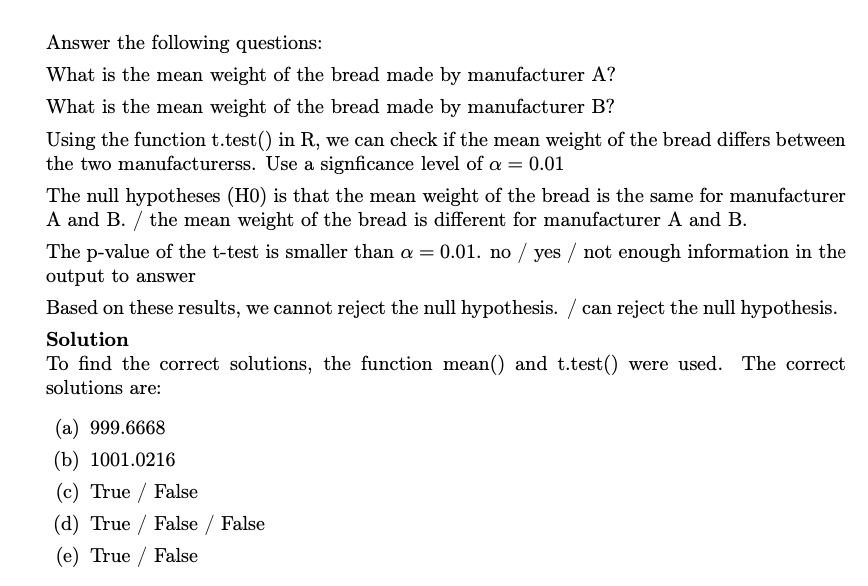 Answer the following questions:
What is the mean weight of the bread made by manufacturer A?
What is the mean weight of the bread made by manufacturer B?
Using the function t.test() in R, we can check if the mean weight of the bread differs between
the two manufacturerss. Use a signficance level of α = 0.01
The null hypotheses (H0) is that the mean weight of the bread is the same for manufacturer
A and B. / the mean weight of the bread is different for manufacturer A and B.
The p-value of the t-test is smaller than α = 0.01. no / yes / not enough information in the
output to answer
Based on these results, we cannot reject the null hypothesis. / can reject the null hypothesis.
Solution
To find the correct solutions, the function mean() and t.test() were used. The correct
solutions are:
(a) 999.6668
(b) 1001.0216
(c) True / False
(d) True / False / False
(e) True / False